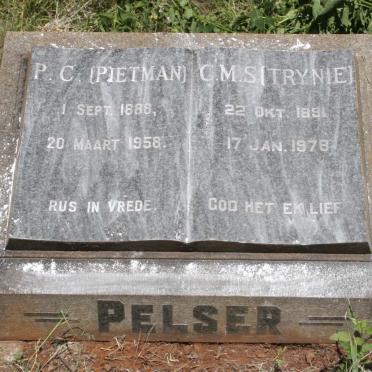 P. C. [PIETMAN]
1 SEPT. 1888,
20 MAART 1958.
RUS IN VREDE.
C.M.S[TRYNIE]
22 OKT. 1891
17 JAN. 1978
GOD HET EK LIEF
PELSER